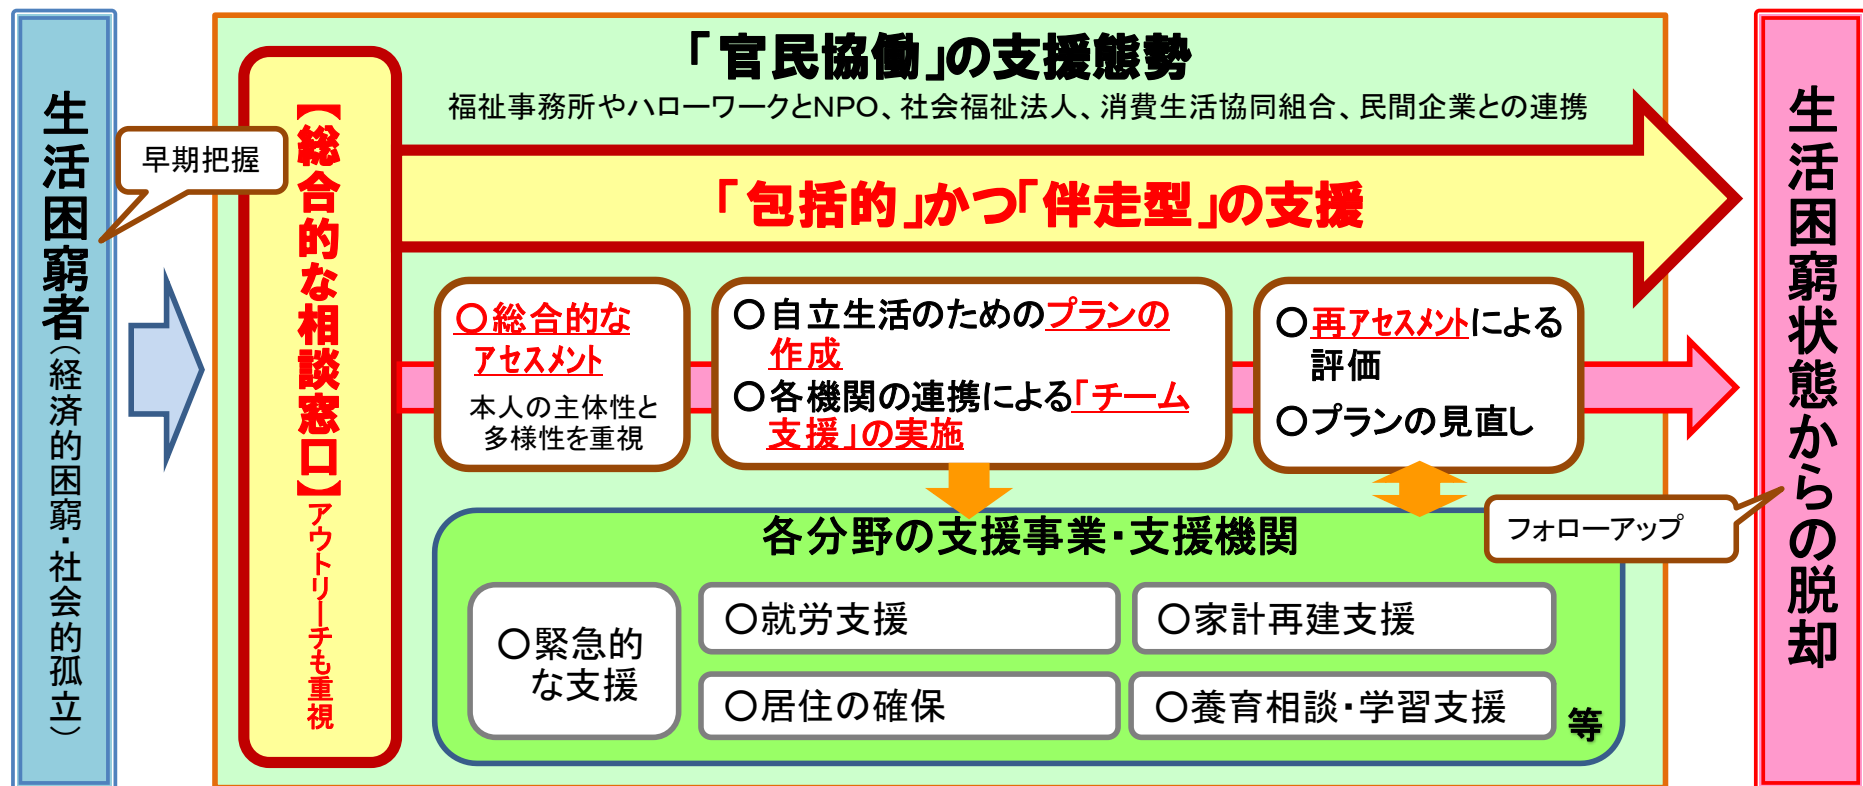 生活困窮者(経済的困窮・社会的孤立)
早期把握
【総合的な相談窓口】アウトリーチも重視
「官民協働」の支援態勢
福祉事務所やハローワークとNPO、社会福祉法人、消費生活協同組合、民間企業との連携
「包括的」かつ「伴走型」の支援
○総合的な
アセスメント
本人の主体性と
多様性を重視
○自立生活のためのプランの
作成
○各機関の連携による「チーム
支援」の実施
○再アセスメントによる
評価
○プランの見直し
各分野の支援事業・支援機関
○緊急的
な支援
○就労支援
○家計再建支援
○居住の確保
○養育相談・学習支援
等
フォローアップ
生活困窮状態からの脱却